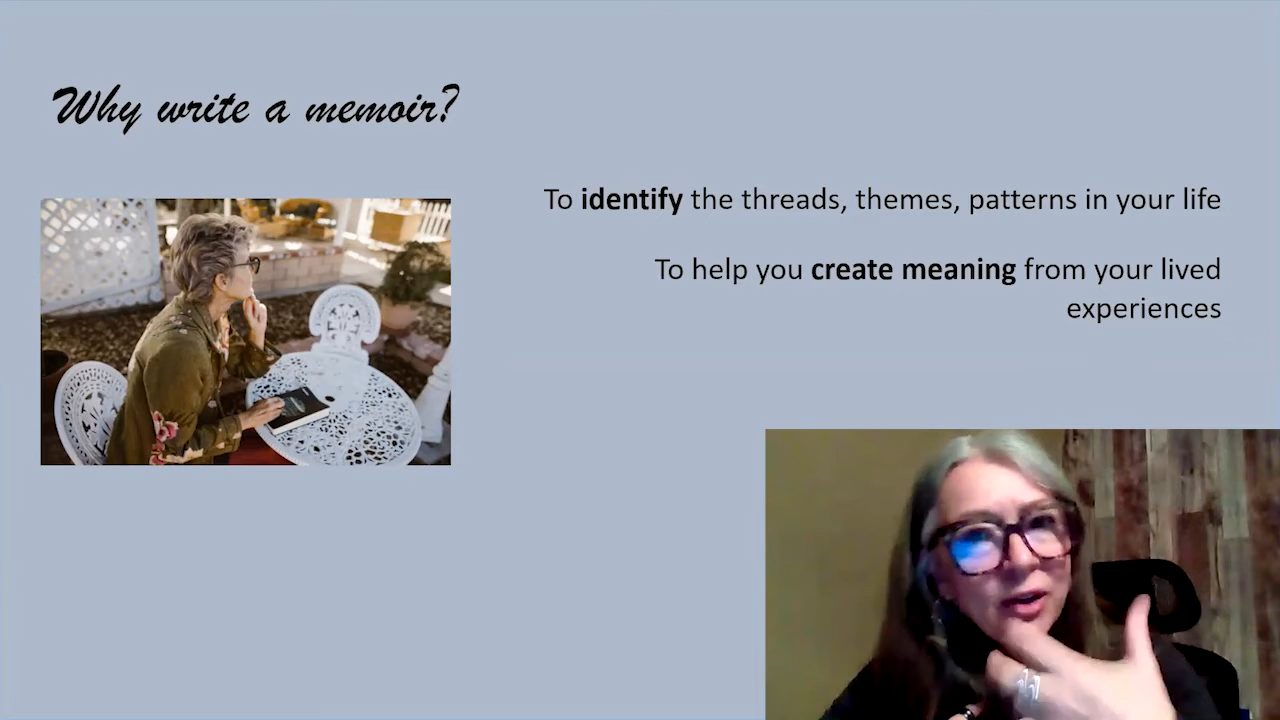 Why write a memoir?
To identify the threads, themes, patterns in your life
To help you create meaning from your lived
experiences